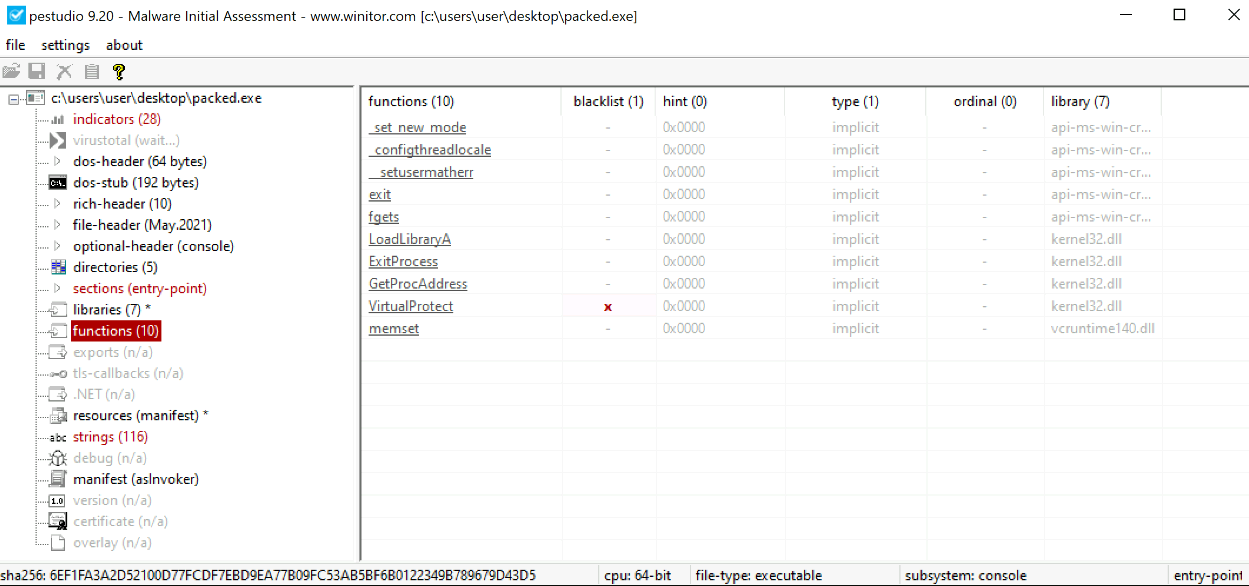 pestudio 9.20 - Malware Initial Assessment - www.winitor.com [c:\users\user\desktop\packed.exe]
file settings about
c:\users\user\desktop\packed.exe
indicators (28)
virustotal (wait...)
dos-header (64 bytes)
dos-stub (192 bytes)
rich-header (10)
file-header (May.2021)
optional-header (console)
directories (5)
sections (entry-point)
libraries (7) *
functions (10)
exports (n/a)
tls-callbacks (n/a)
.NET (n/a)
resources (manifest) *
abc strings (116)
debug (n/a)
manifest (asInvoker)
1.0 version (n/a)
certificate (n/a)
overlay (n/a)
functions (10) blacklist (1) hint (0) type (1) ordinal (0) library (7)
_set_new_mode - 0x0000 implicit - api-ms-win-cr...
_configthreadlocale - 0x0000 implicit - api-ms-win-cr...
__setusermatherr - 0x0000 implicit - api-ms-win-cr...
exit - 0x0000 implicit - api-ms-win-cr...
fgets - 0x0000 implicit - api-ms-win-cr...
LoadLibraryA - 0x0000 implicit - kernel32.dll
ExitProcess - 0x0000 implicit - kernel32.dll
GetProcAddress - 0x0000 implicit - kernel32.dll
VirtualProtect x 0x0000 implicit - kernel32.dll
memset - 0x0000 implicit - vcruntime140.dll
sha256: 6EF1FA3A2D52100D77FCDF7EBD9EA77B09FC53AB5BF6B0122349B789679D43D5 cpu: 64-bit file-type: executable subsystem: console entry-point